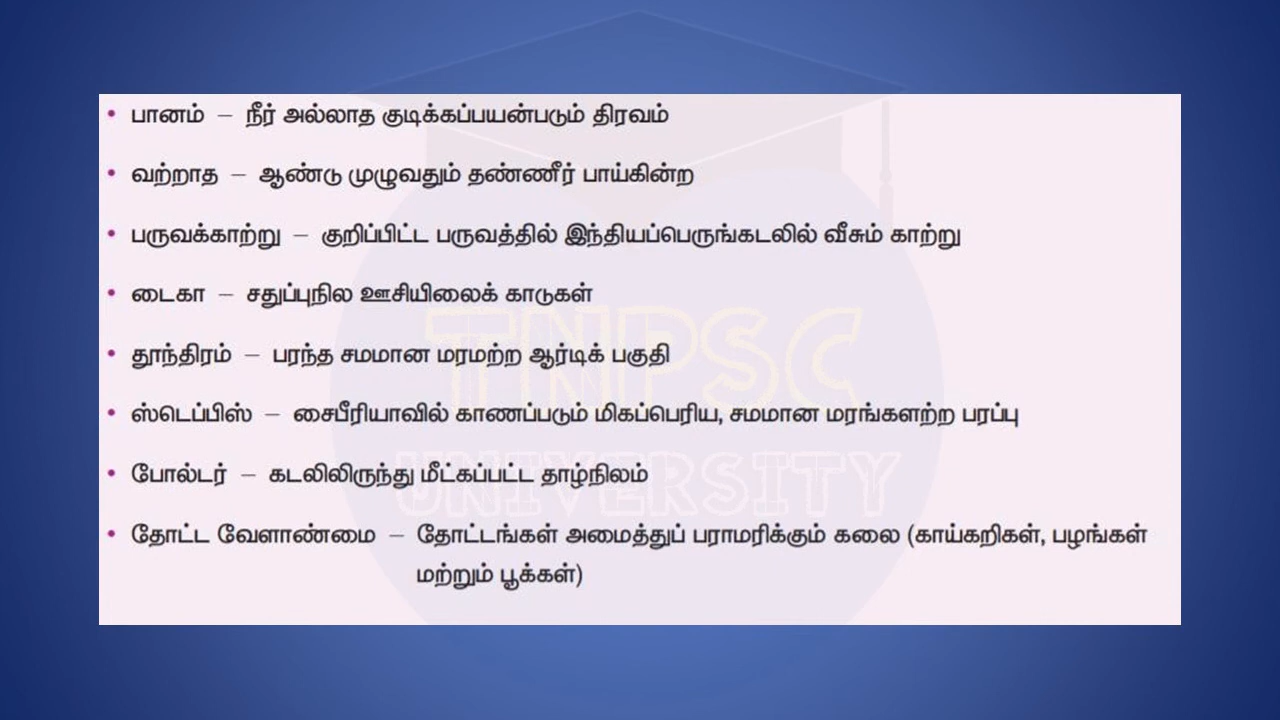 • பானம் – நீர் அல்லாத குடிக்கப்பயன்படும் திரவம்
• வற்றாத – ஆண்டு முழுவதும் தண்ணீர் பாய்கின்ற
• பருவக்காற்று – குறிப்பிட்ட பருவத்தில் இந்தியப்பெருங்கடலில் வீசும் காற்று
• டைகா – சதுப்புநில ஊசியிலைக் காடுகள்
• தூந்திரம் – பரந்த சமமான மரமற்ற ஆர்டிக் பகுதி
• ஸ்டெப்பிஸ் – சைபீரியாவில் காணப்படும் மிகப்பெரிய, சமமான மரங்களற்ற பரப்பு
• போல்டர் – கடலிலிருந்து மீட்கப்பட்ட தாழ்நிலம்
• தோட்ட வேளாண்மை – தோட்டங்கள் அமைத்துப் பராமரிக்கும் கலை (காய்கறிகள், பழங்கள்
மற்றும் பூக்கள்)
TNPSC
UNIVERSITY